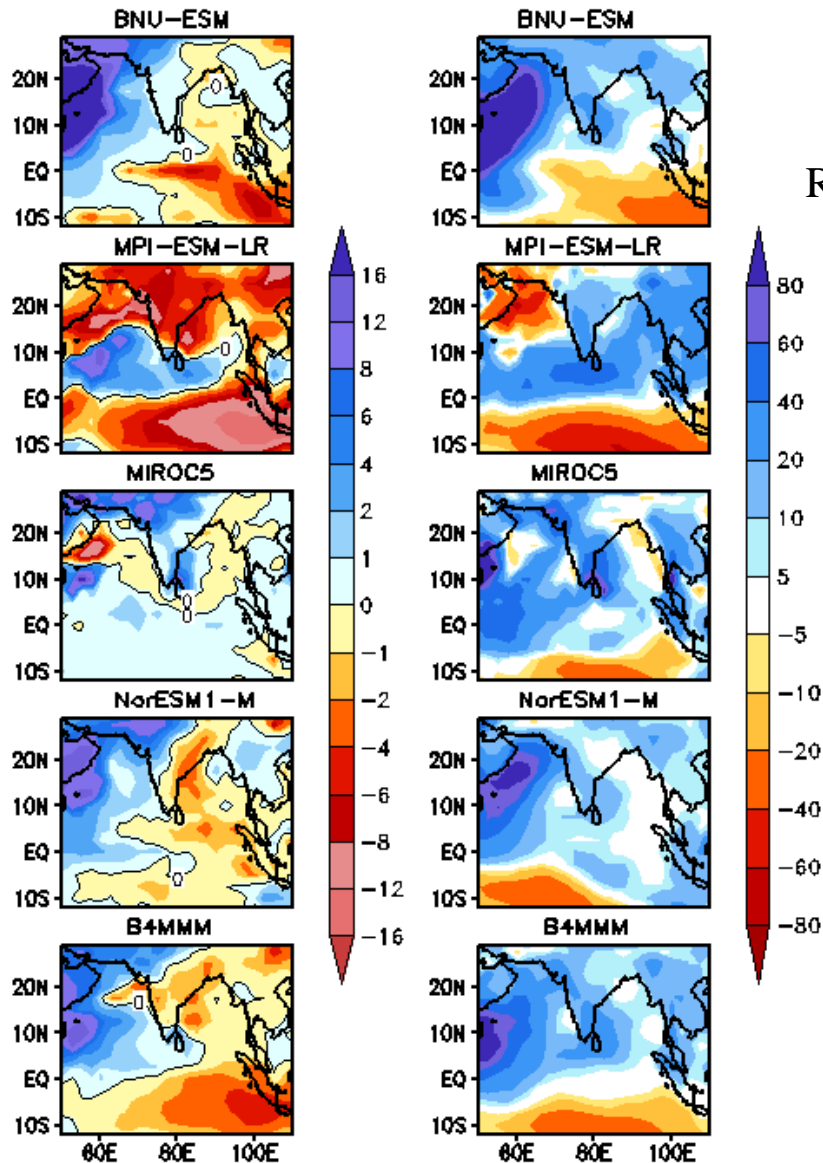 BNU-ESM
20N
10N
EQ
10S
0
0
BNU-ESM
20N
10N
EQ
10S
R
MPI-ESM-LR
20N
10N
EQ
10S
0
MPI-ESM-LR
20N
10N
EQ
10S
MIROC5
20N
10N
EQ
10S
0
0
MIROC5
20N
10N
EQ
10S
NorESM1-M
20N
10N
EQ
10S
0
NorESM1-M
20N
10N
EQ
10S
B4MMM
20N
10N
EQ
10S
0
60E
80E
100E
B4MMM
20N
10N
EQ
10S
60E
80E
100E
16
12
8
6
4
2
1
0
-1
-2
-4
-6
-8
-12
-16
80
60
40
20
10
5
-5
-10
-20
-40
-60
-80